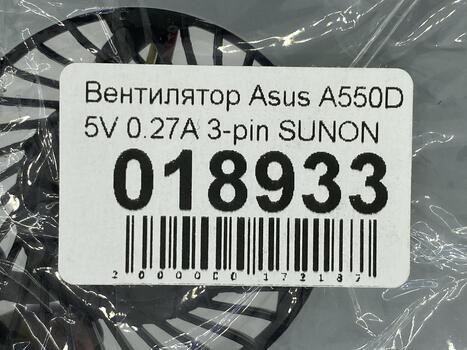 Вентилятор Asus A550D
5V 0.27A 3-pin SUNON
018933
2000000172187